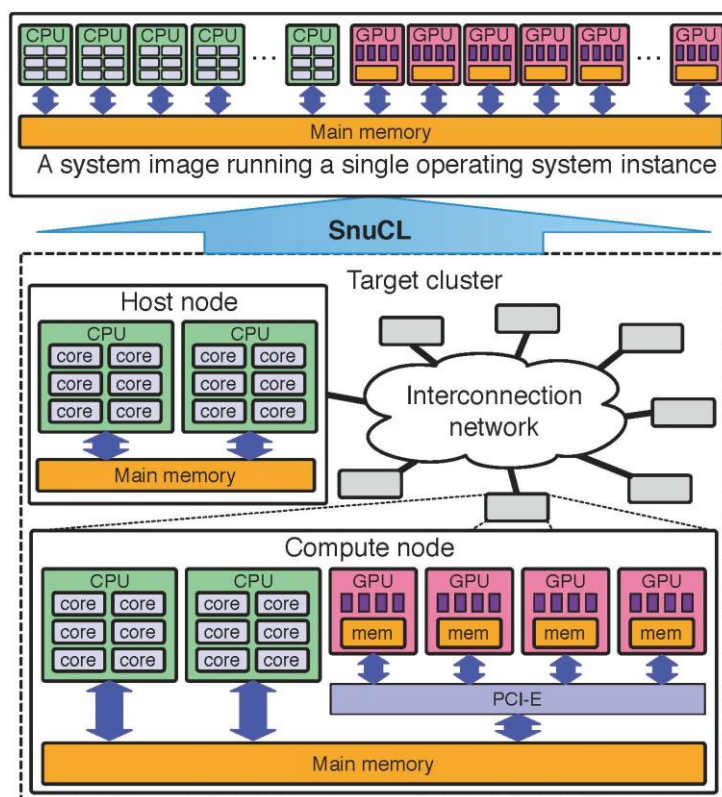 CPU CPU CPU CPU ... CPU GPU GPU GPU GPU GPU ... GPU
Main memory
A system image running a single operating system instance
SnuCL
Target cluster
Host node
CPU CPU
core core core core
core core core core
core core core core
Main memory
Interconnection
network
Compute node
CPU CPU GPU GPU GPU GPU
core core core core
core core core core
core core core core
mem mem mem mem
PCI-E
Main memory